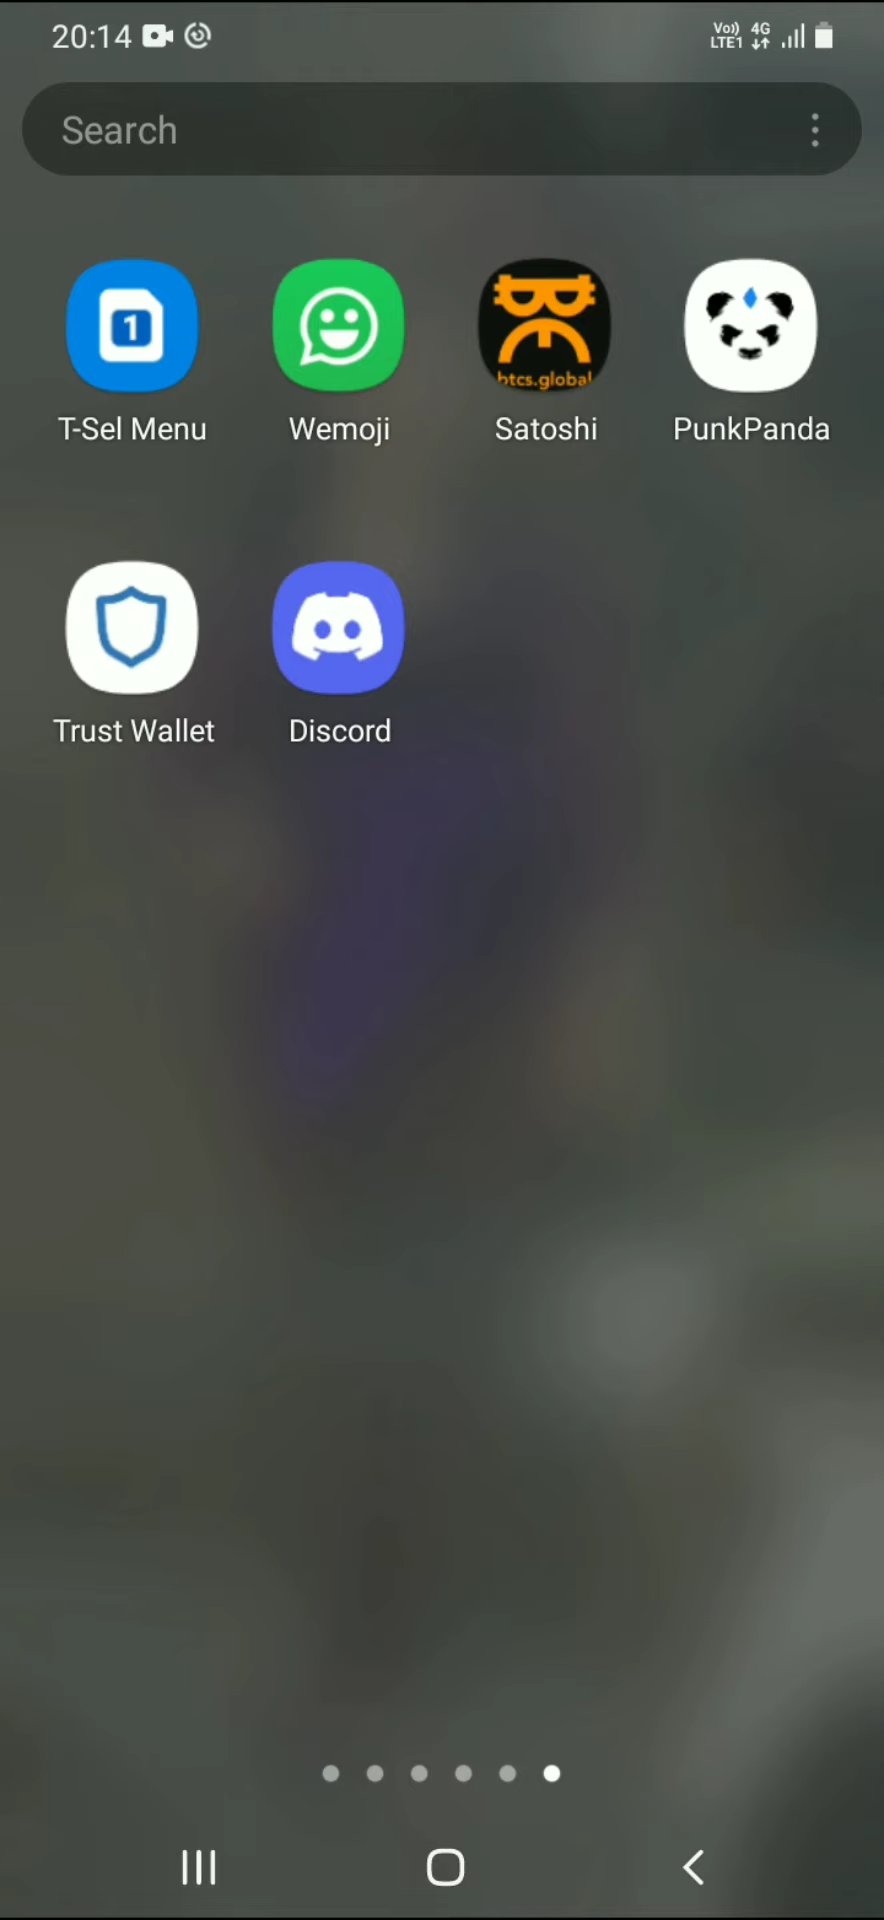 20:14
Vo)) 4G
LTE1
Search
1
btcs.global
T-Sel Menu Wemoji Satoshi PunkPanda
Trust Wallet Discord